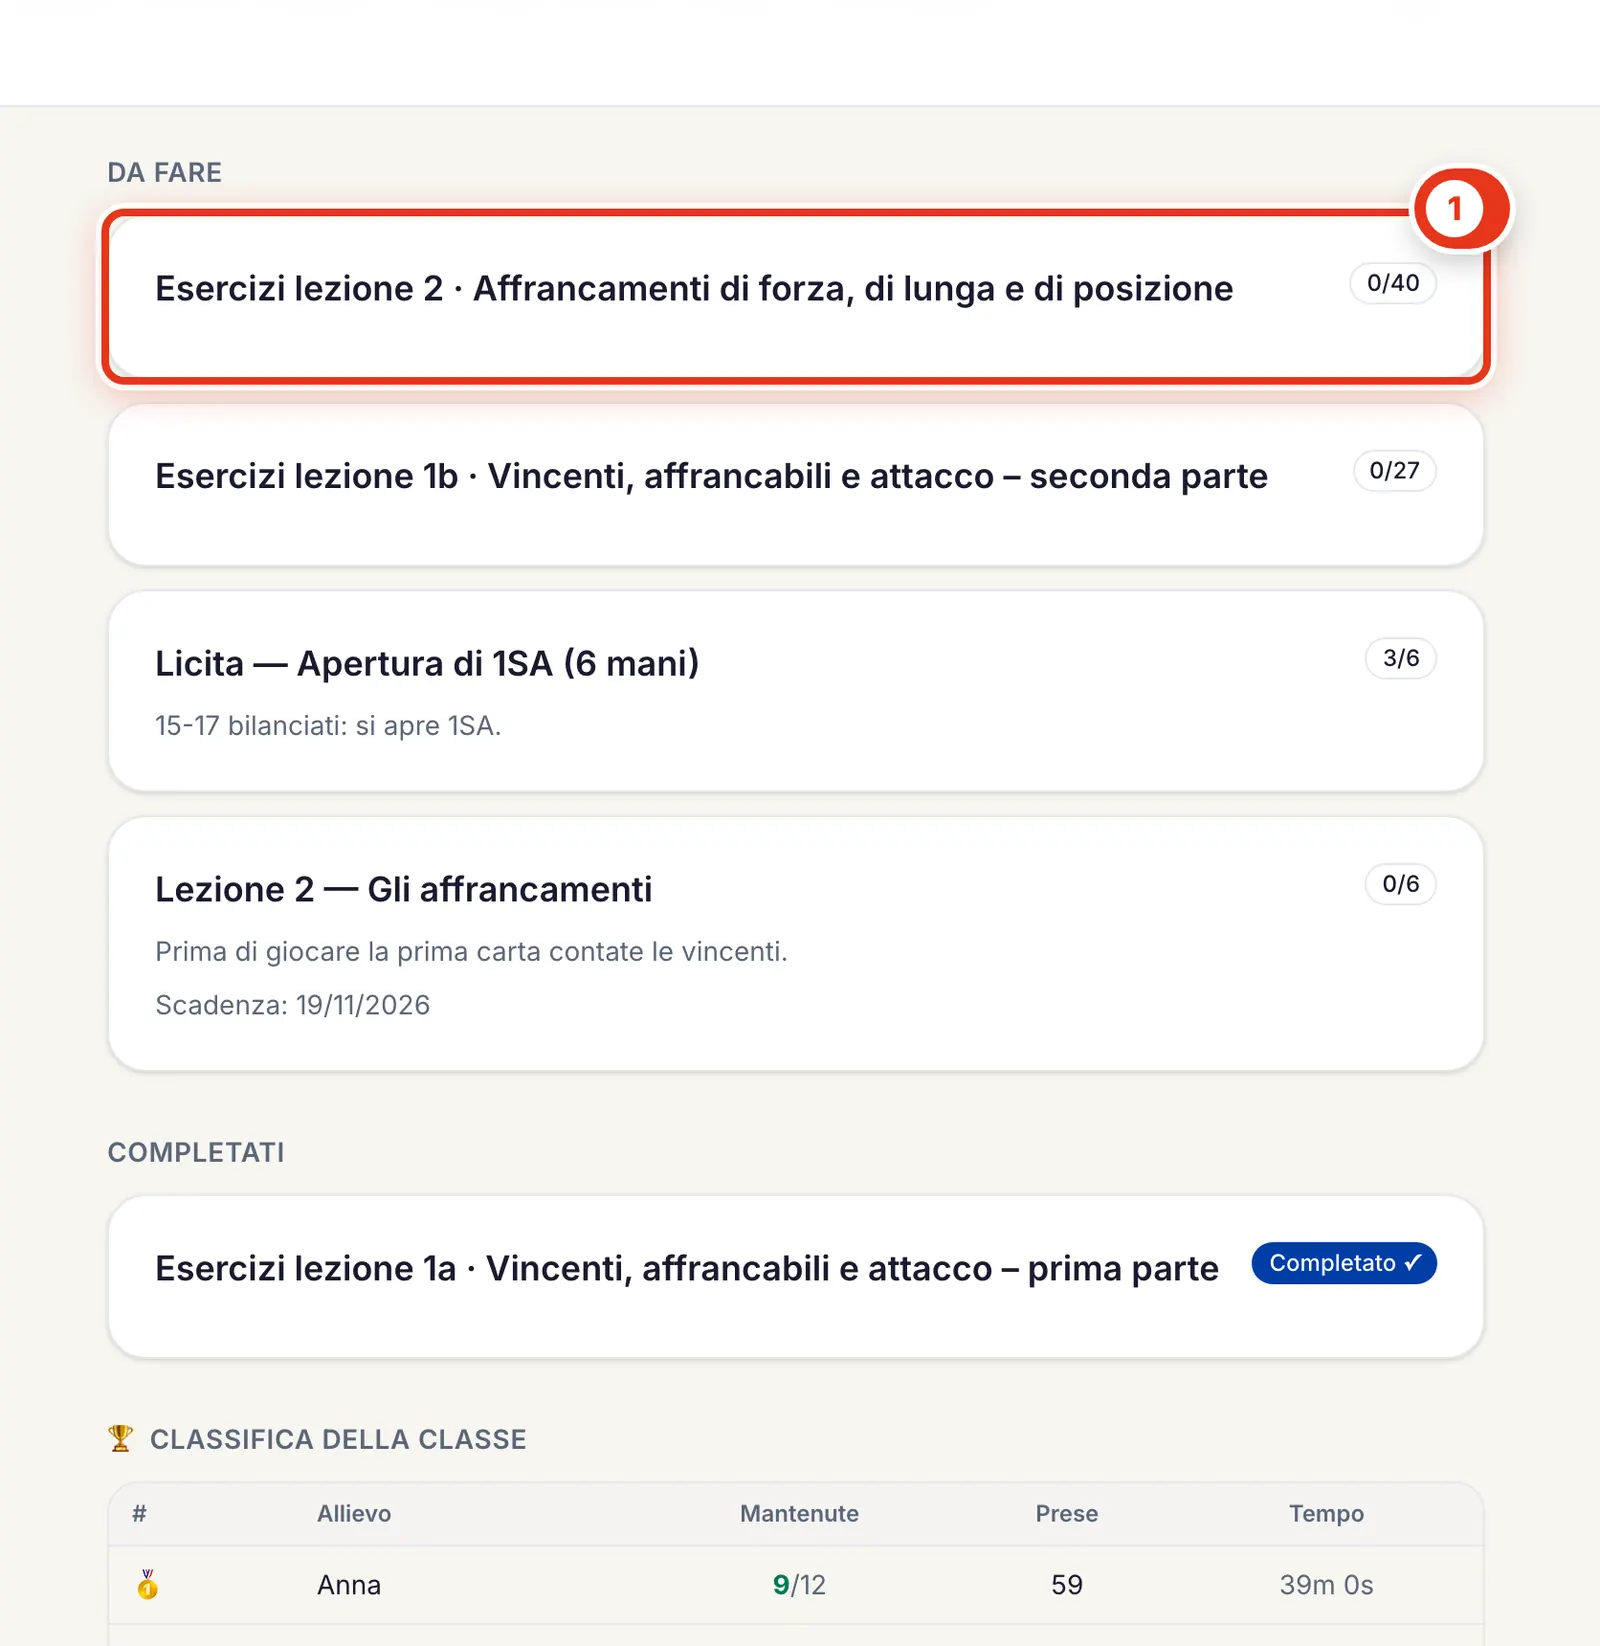 DA FARE
1
Esercizi lezione 2 · Affrancamenti di forza, di lunga e di posizione
0/40
Esercizi lezione 1b · Vincenti, affrancabili e attacco – seconda parte
0/27
Licita — Apertura di 1SA (6 mani)
3/6
15-17 bilanciati: si apre 1SA.
Lezione 2 — Gli affrancamenti
0/6
Prima di giocare la prima carta contate le vincenti.
Scadenza: 19/11/2026
COMPLETATI
Esercizi lezione 1a · Vincenti, affrancabili e attacco – prima parte
Completato ✓
🏆 CLASSIFICA DELLA CLASSE
# Allievo Mantenute Prese Tempo
🥇 Anna 9/12 59 39m 0s